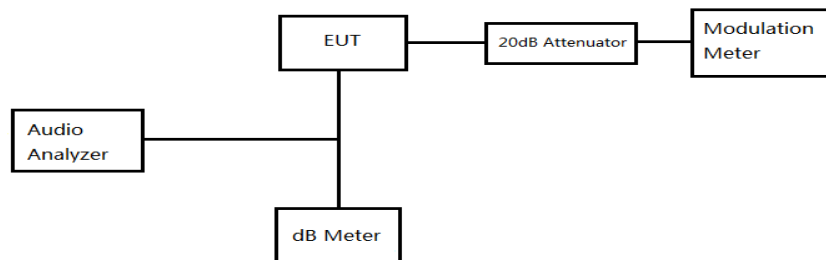 EUT
20dB Attenuator
Modulation
Meter
Audio
Analyzer
dB Meter